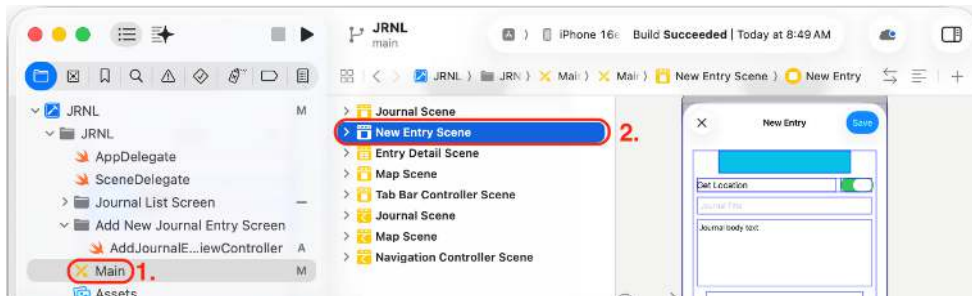 JRNL
main
iPhone 16e Build Succeeded | Today at 8:49 AM
JRNL JRN Mai Mai New Entry Scene New Entry
JRNL M
JRNL
AppDelegate
SceneDelegate
Journal List Screen
Add New Journal Entry Screen
AddJournalE...iewController A
Main 1. M
Assets
Journal Scene
New Entry Scene 2.
Entry Detail Scene
Map Scene
Tab Bar Controller Scene
Journal Scene
Map Scene
Navigation Controller Scene
New Entry Save
Get Location
Journal Title
Journal body text